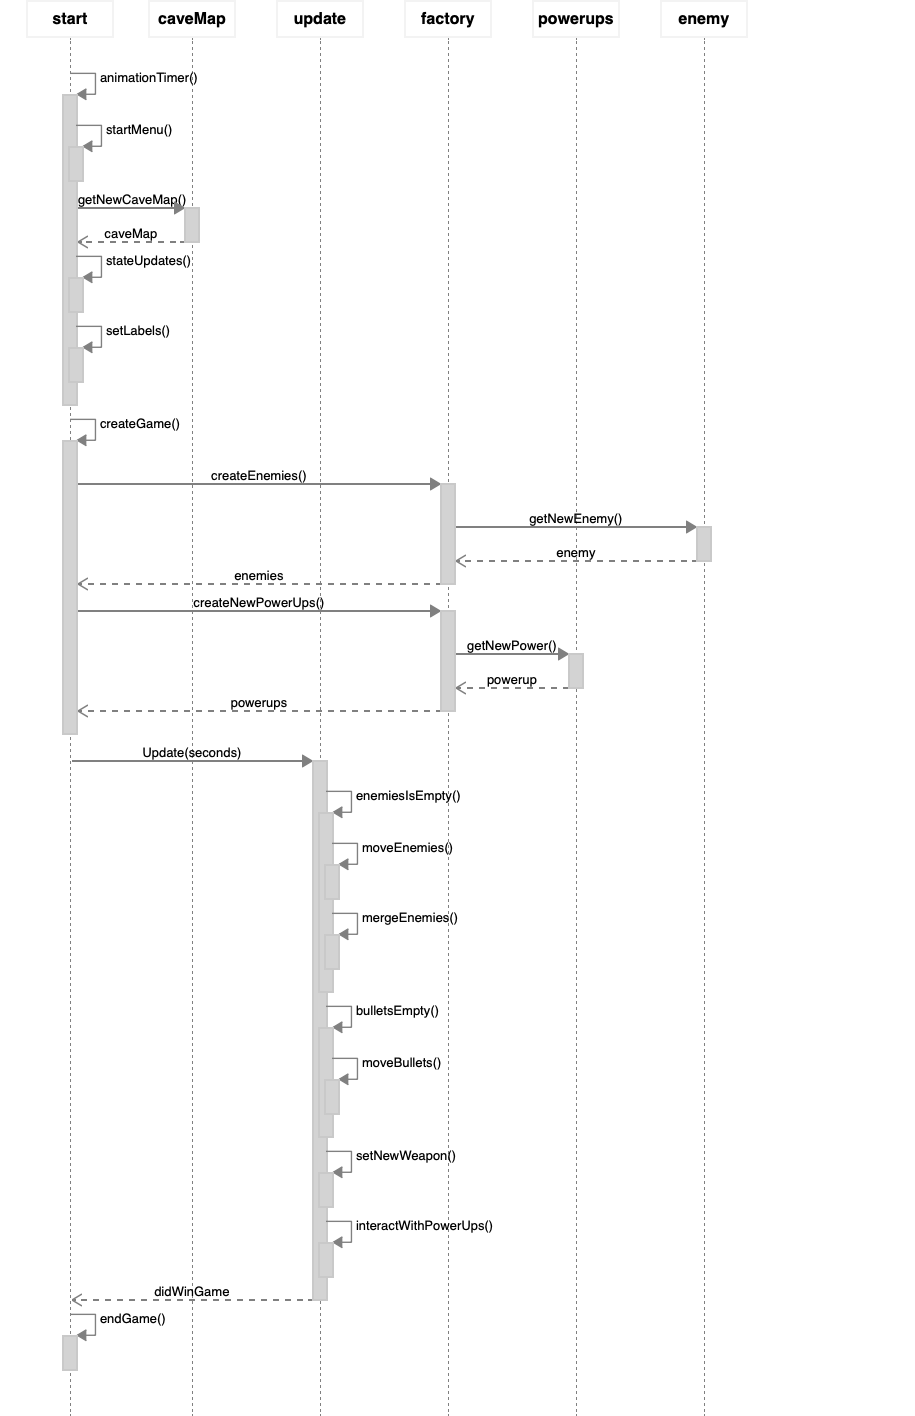 start
caveMap
update
factory
powerups
enemy
animationTimer()
startMenu()
getNewCaveMap()
caveMap
stateUpdates()
setLabels()
createGame()
createEnemies()
getNewEnemy()
enemy
enemies
createNewPowerUps()
getNewPower()
powerup
powerups
Update(seconds)
enemiesIsEmpty()
moveEnemies()
mergeEnemies()
bulletsEmpty()
moveBullets()
setNewWeapon()
interactWithPowerUps()
didWinGame
endGame()